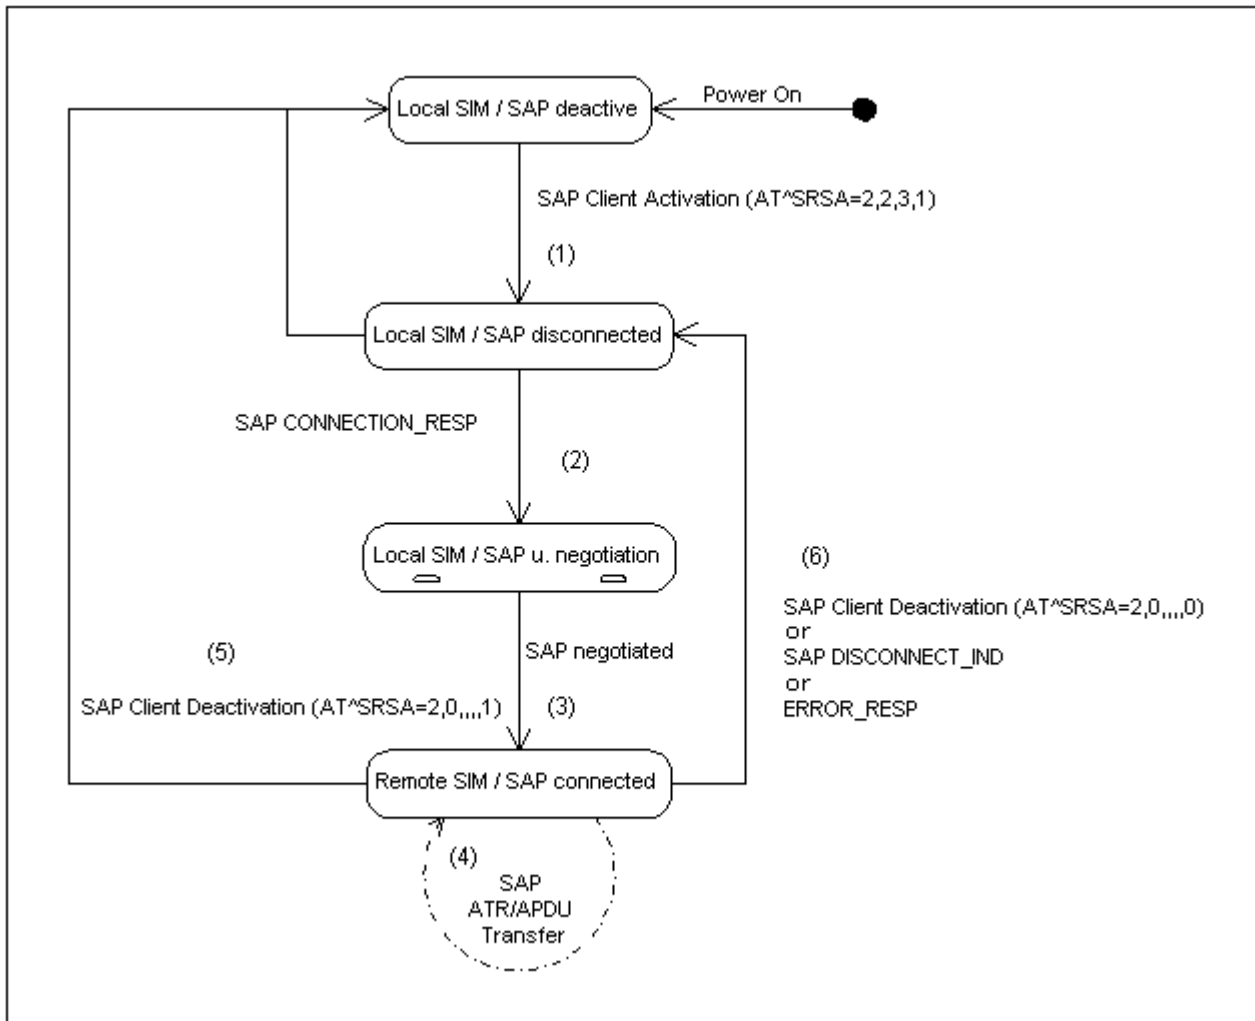 Power On
Local SIM / SAP deactive
SAP Client Activation (AT^SRSA=2,2,3,1)
(1)
Local SIM / SAP disconnected
SAP CONNECTION_RESP
(2)
Local SIM / SAP u. negotiation
(6)
SAP Client Deactivation (AT^SRSA=2,0,,,,0)
or
SAP DISCONNECT_IND
or
ERROR_RESP
SAP negotiated
(5)
SAP Client Deactivation (AT^SRSA=2,0,,,,1)
(3)
Remote SIM / SAP connected
(4)
SAP
ATR/APDU
Transfer